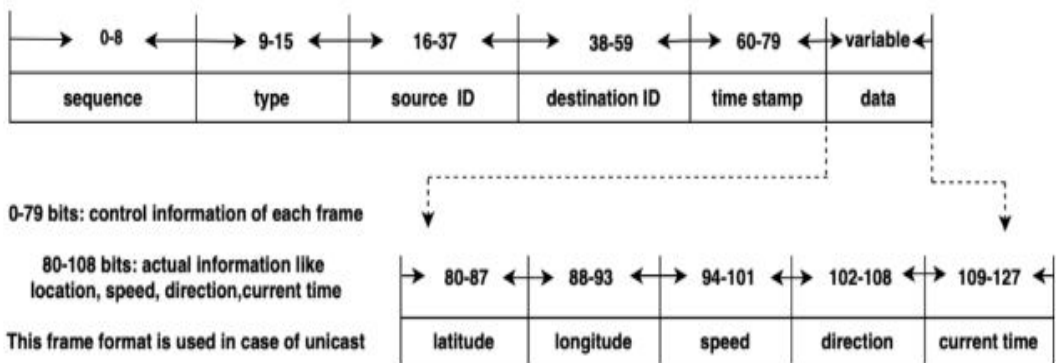 0-8 9-15 16-37 38-59 60-79 variable
sequence type source ID destination ID time stamp data
0-79 bits: control information of each frame
80-108 bits: actual information like
location, speed, direction,current time
This frame format is used in case of unicast
80-87 88-93 94-101 102-108 109-127
latitude longitude speed direction current time